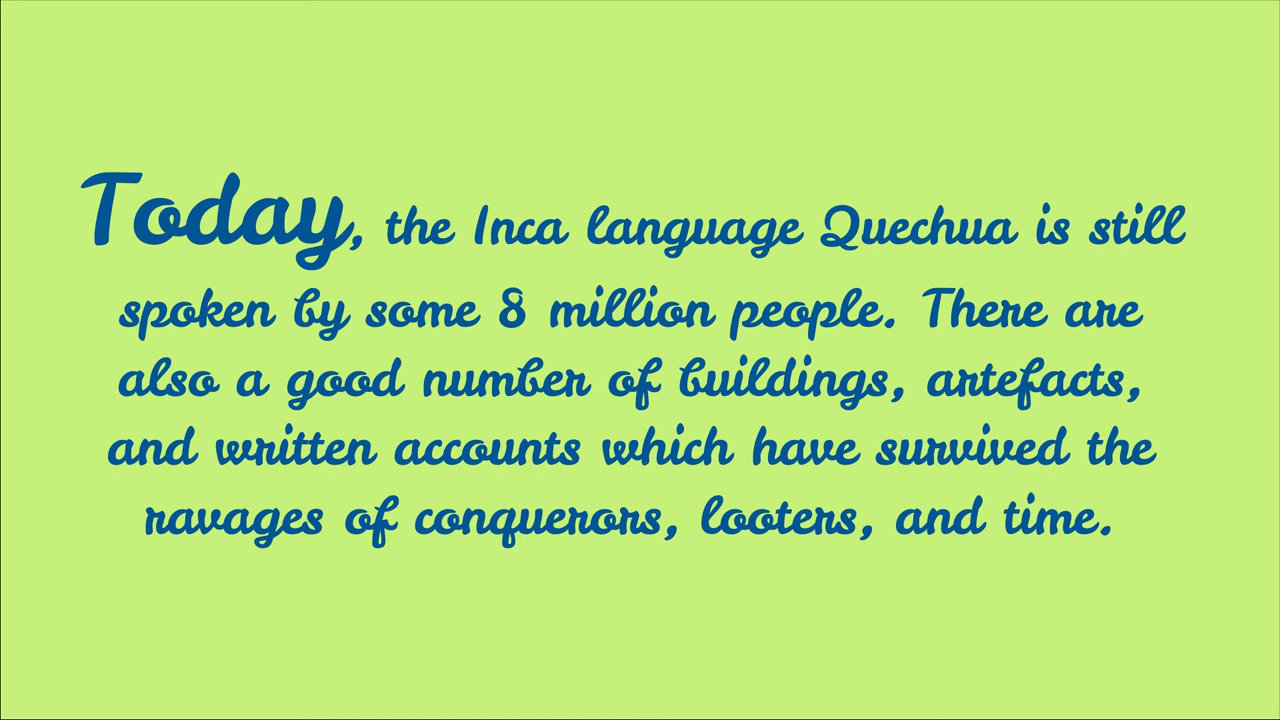 Today, the Inca language Quechua is still
spoken by some 8 million people. There are
also a good number of buildings, artefacts,
and written accounts which have survived the
ravages of conquerors, looters, and time.